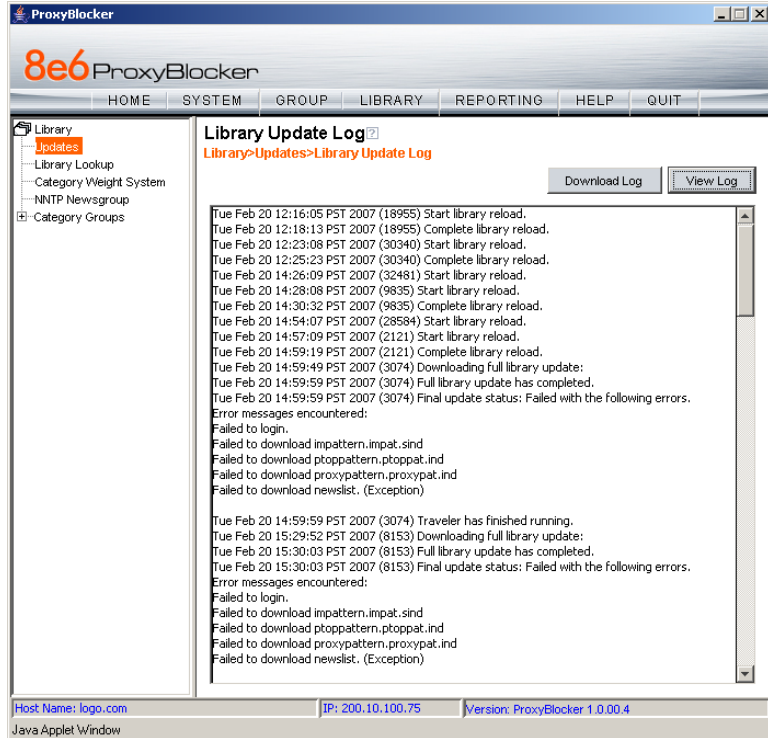 ProxyBlocker
8e6 ProxyBlocker
HOME SYSTEM GROUP LIBRARY REPORTING HELP QUIT
Library
Updates
Library Lookup
Category Weight System
NNTP Newsgroup
Category Groups
Library Update Log
Library>Updates>Library Update Log
Download Log View Log
Tue Feb 20 12:16:05 PST 2007 (18955) Start library reload.
Tue Feb 20 12:18:13 PST 2007 (18955) Complete library reload.
Tue Feb 20 12:23:08 PST 2007 (30340) Start library reload.
Tue Feb 20 12:25:23 PST 2007 (30340) Complete library reload.
Tue Feb 20 14:26:09 PST 2007 (32481) Start library reload.
Tue Feb 20 14:28:08 PST 2007 (9835) Start library reload.
Tue Feb 20 14:30:32 PST 2007 (9835) Complete library reload.
Tue Feb 20 14:54:07 PST 2007 (28584) Start library reload.
Tue Feb 20 14:57:09 PST 2007 (2121) Start library reload.
Tue Feb 20 14:59:19 PST 2007 (2121) Complete library reload.
Tue Feb 20 14:59:49 PST 2007 (3074) Downloading full library update:
Tue Feb 20 14:59:59 PST 2007 (3074) Full library update has completed.
Tue Feb 20 14:59:59 PST 2007 (3074) Final update status: Failed with the following errors.
Error messages encountered:
Failed to login.
Failed to download impattern.impat.sind
Failed to download ptoppattern.ptoppat.ind
Failed to download proxypattern.proxypat.ind
Failed to download newslist. (Exception)
Tue Feb 20 14:59:59 PST 2007 (3074) Traveler has finished running.
Tue Feb 20 15:29:52 PST 2007 (8153) Downloading full library update:
Tue Feb 20 15:30:03 PST 2007 (8153) Full library update has completed.
Tue Feb 20 15:30:03 PST 2007 (8153) Final update status: Failed with the following errors.
Error messages encountered:
Failed to login.
Failed to download impattern.impat.sind
Failed to download ptoppattern.ptoppat.ind
Failed to download proxypattern.proxypat.ind
Failed to download newslist. (Exception)
Host Name: logo.com IP: 200.10.100.75 Version: ProxyBlocker 1.0.00.4
Java Applet Window